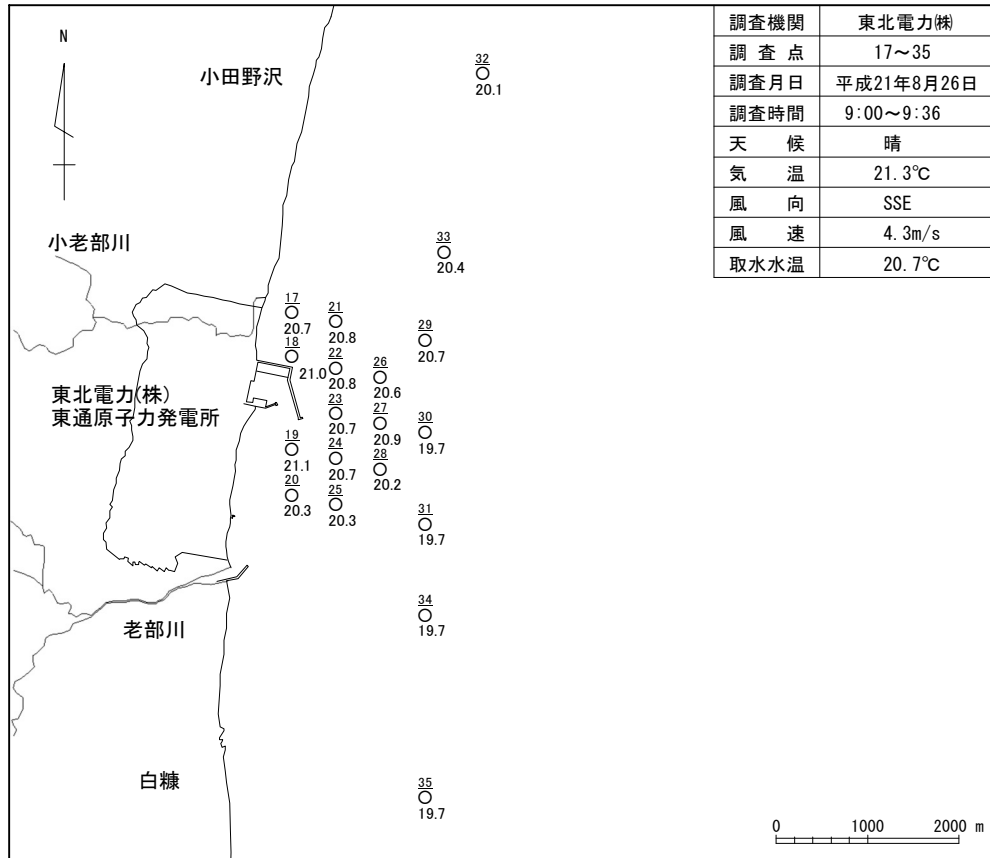 調査機関 東北電力㈱
調査点 17～35
調査月日 平成21年8月26日
調査時間 9:00～9:36
天候 晴
気温 21.3℃
風向 SSE
風速 4.3m/s
取水水温 20.7℃
N
小田野沢
32
20.1
小老部川
33
20.4
17
20.7
21
20.8
29
20.7
18
21.0
22
20.8
26
20.6
東北電力(株)
東通原子力発電所
23
20.7
27
20.9
30
19.7
19
21.1
24
20.7
28
20.2
20
20.3
25
20.3
31
19.7
34
19.7
老部川
白糠
35
19.7
0 1000 2000 m